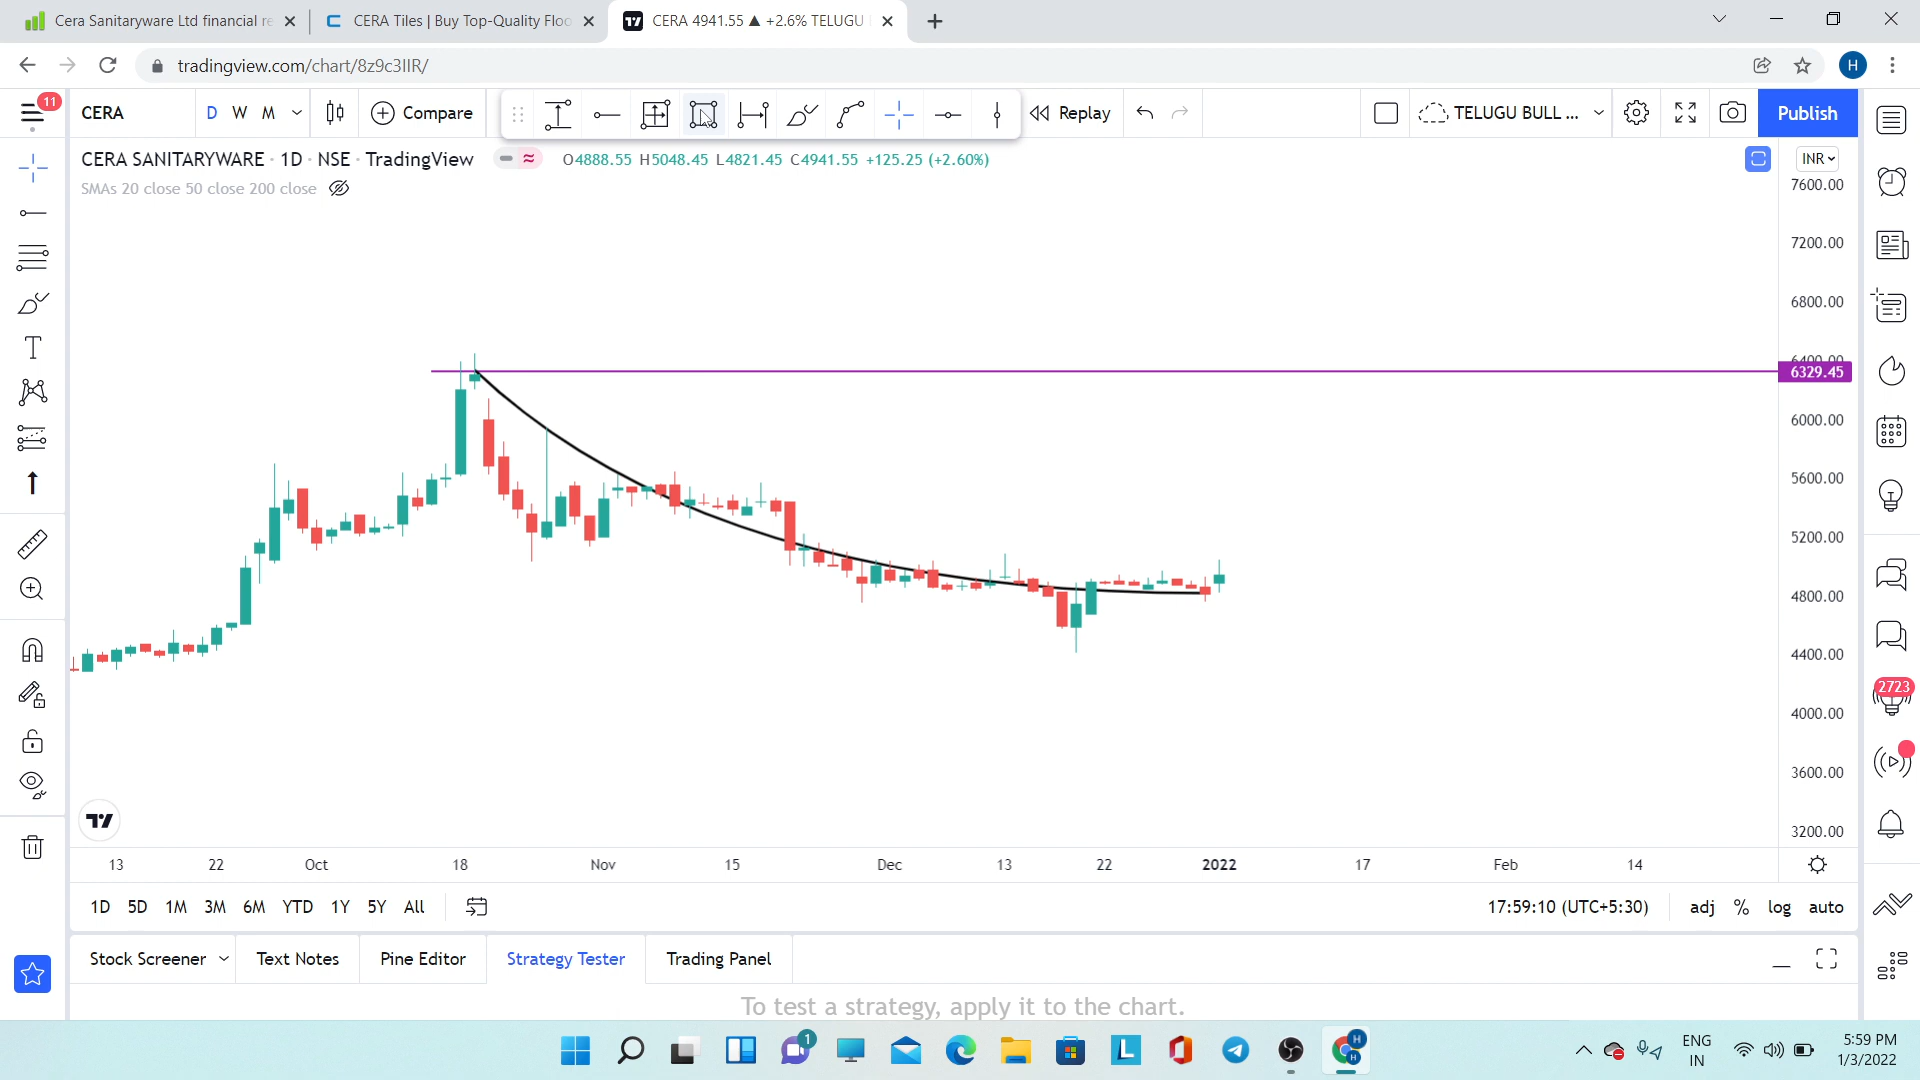 Cera Sanitaryware Ltd financial re
CERA Tiles | Buy Top-Quality Floo
CERA 4941.55 ▲ +2.6% TELUGU
tradingview.com/chart/8z9c3IIR/
H
11
CERA
D W M
Compare
Replay
TELUGU BULL ...
Publish
CERA SANITARYWARE · 1D · NSE · TradingView
O4888.55 H5048.45 L4821.45 C4941.55 +125.25 (+2.60%)
SMAs 20 close 50 close 200 close
INR
7600.00
7200.00
6800.00
6400.00
6329.45
6000.00
5600.00
5200.00
4800.00
4400.00
4000.00
3600.00
3200.00
2723
13 22 Oct 18 Nov 15 Dec 13 22 2022 17 Feb 14
1D 5D 1M 3M 6M YTD 1Y 5Y All
17:59:10 (UTC+5:30) adj % log auto
Stock Screener Text Notes Pine Editor Strategy Tester Trading Panel
To test a strategy, apply it to the chart.
1
L
H
H
ENG
IN
5:59 PM
1/3/2022